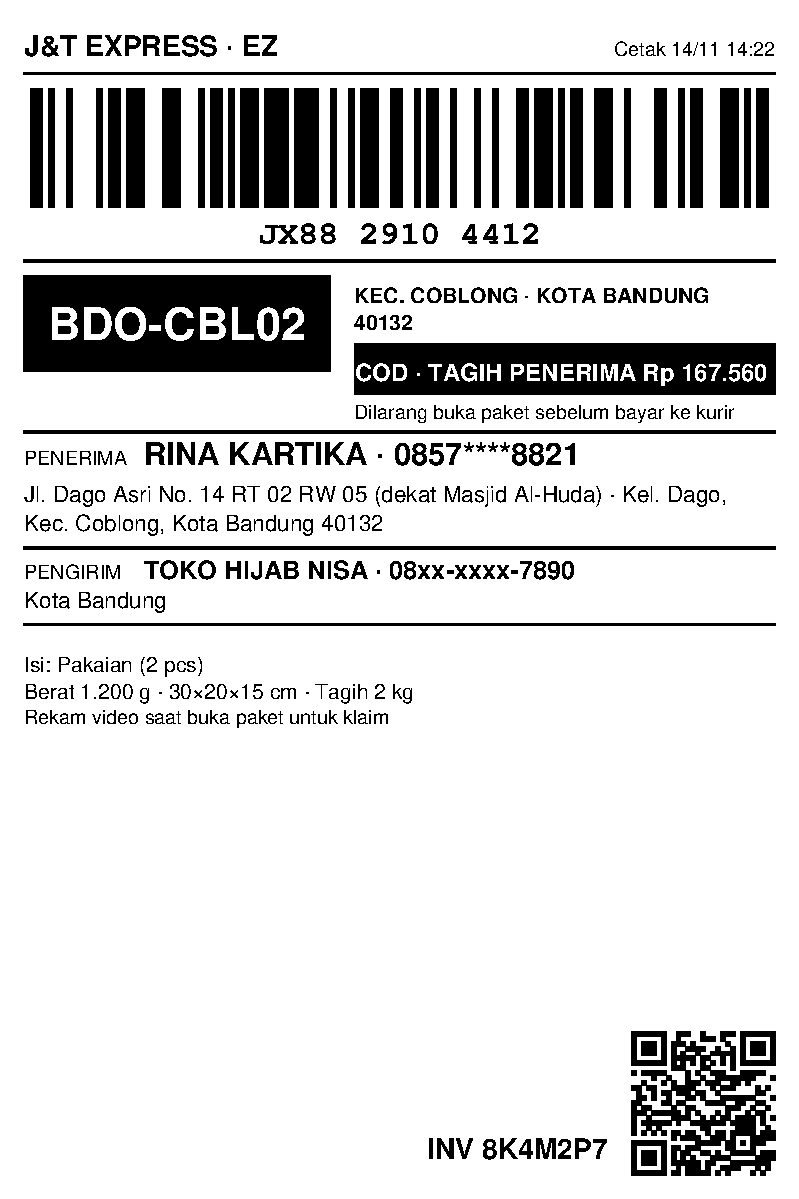 J&T EXPRESS · EZ
Cetak 14/11 14:22
JX88 2910 4412
BDO-CBL02
KEC. COBLONG · KOTA BANDUNG
40132
COD · TAGIH PENERIMA Rp 167.560
Dilarang buka paket sebelum bayar ke kurir
PENERIMA RINA KARTIKA · 0857****8821
Jl. Dago Asri No. 14 RT 02 RW 05 (dekat Masjid Al-Huda) · Kel. Dago,
Kec. Coblong, Kota Bandung 40132
PENGIRIM TOKO HIJAB NISA · 08xx-xxxx-7890
Kota Bandung
Isi: Pakaian (2 pcs)
Berat 1.200 g · 30×20×15 cm · Tagih 2 kg
Rekam video saat buka paket untuk klaim
INV 8K4M2P7